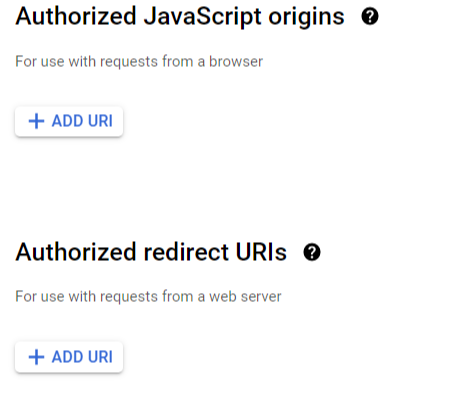 Authorized JavaScript origins ?
For use with requests from a browser
+ ADD URI
Authorized redirect URIs ?
For use with requests from a web server
+ ADD URI